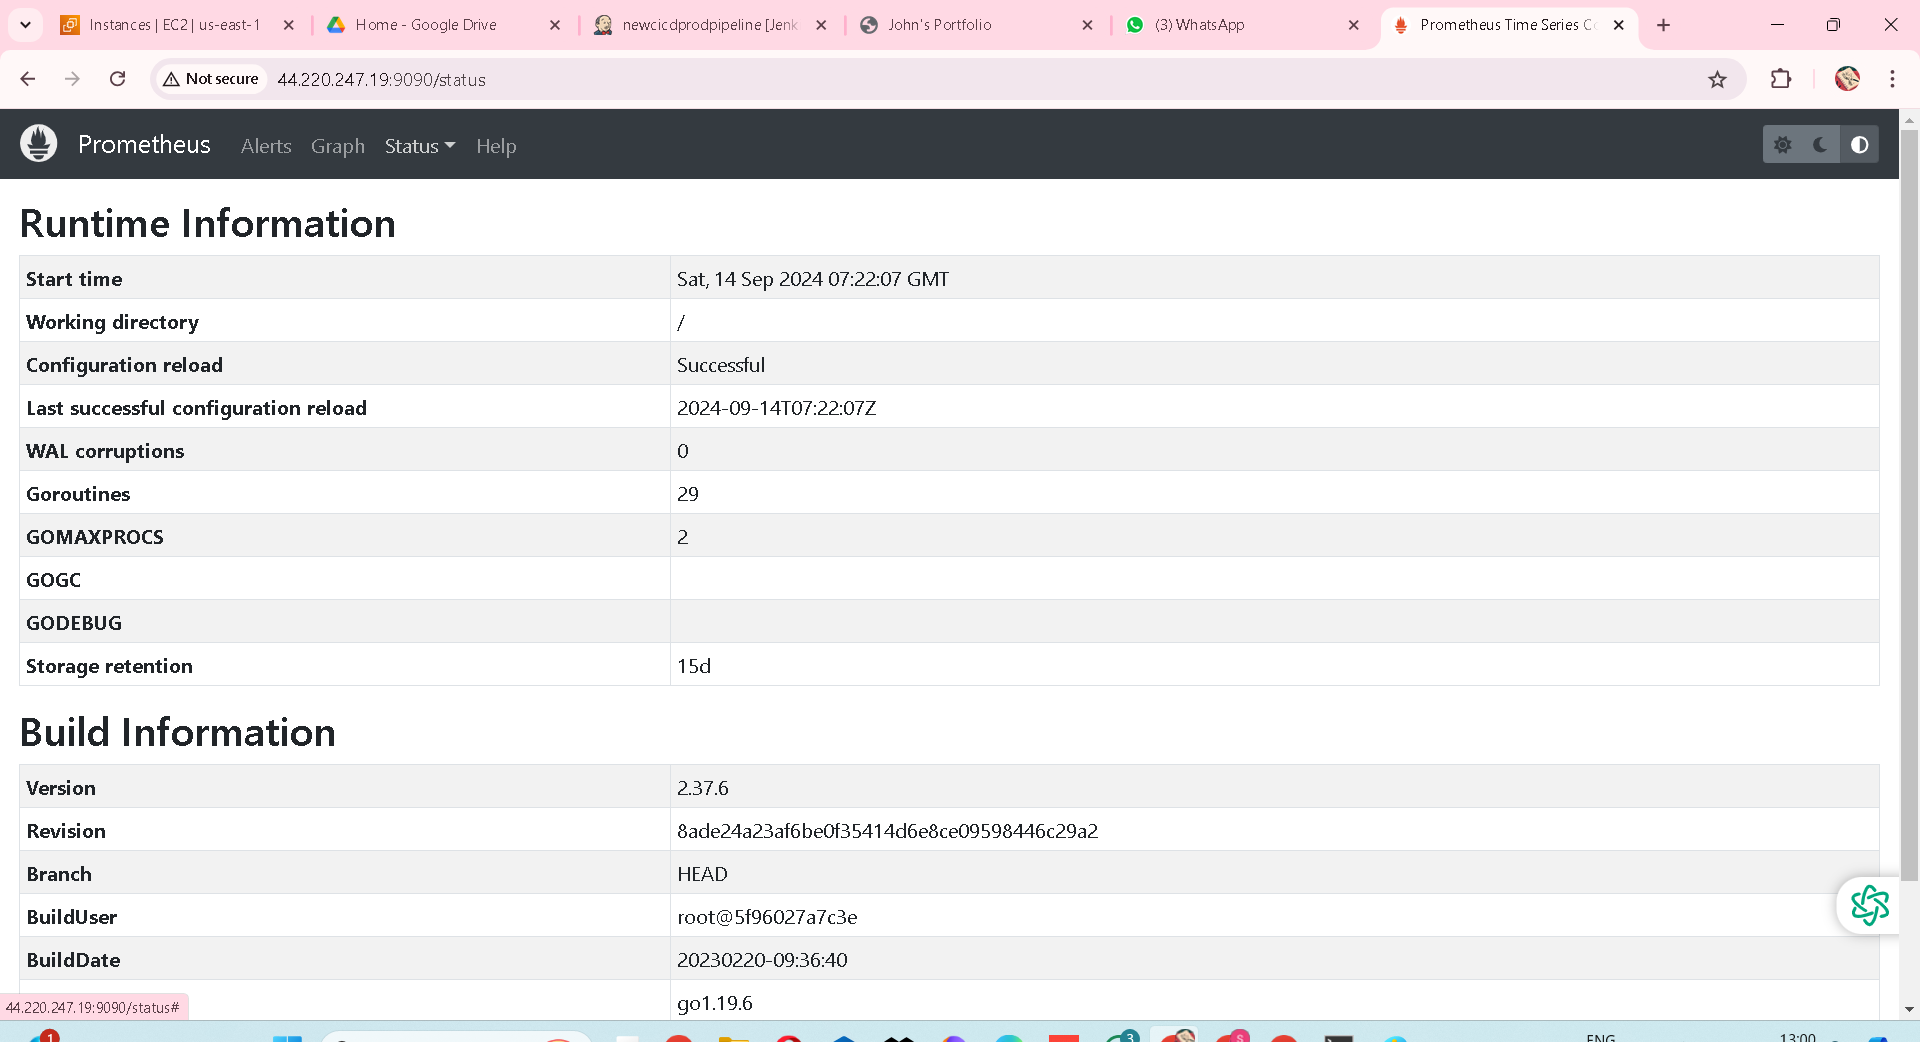 Instances | EC2 | us-east-1
Home - Google Drive
newcicdprodpipeline [Jenk
John's Portfolio
(3) WhatsApp
Prometheus Time Series Co
Not secure
44.220.247.19:9090/status
Prometheus
Alerts
Graph
Status
Help
Runtime Information
Start time Sat, 14 Sep 2024 07:22:07 GMT
Working directory /
Configuration reload Successful
Last successful configuration reload 2024-09-14T07:22:07Z
WAL corruptions 0
Goroutines 29
GOMAXPROCS 2
GOGC
GODEBUG
Storage retention 15d
Build Information
Version 2.37.6
Revision 8ade24a23af6be0f35414d6e8ce09598446c29a2
Branch HEAD
BuildUser root@5f96027a7c3e
BuildDate 20230220-09:36:40
go1.19.6
44.220.247.19:9090/status#
1
3
S
ENG
13:00